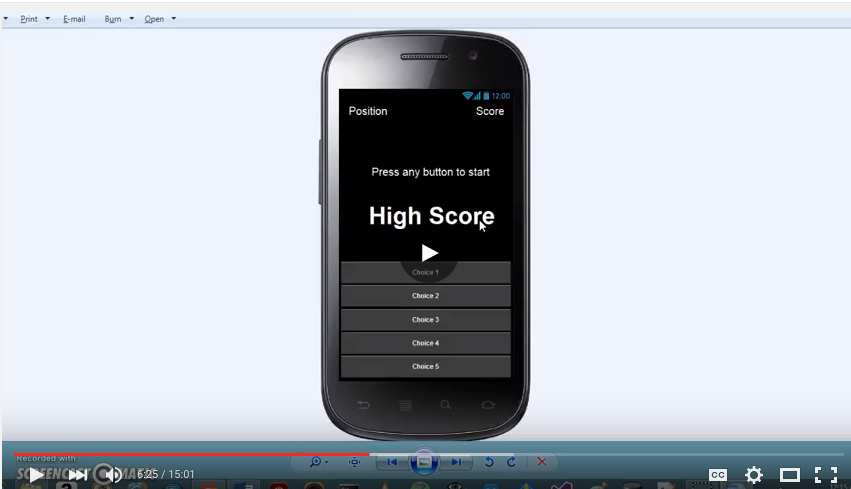 Print E-mail Burn Open
12:00
Position Score
Press any button to start
High Score
Choice 1
Choice 2
Choice 3
Choice 4
Choice 5
Recorded with
SCREENCAST MATIC
6:25 / 15:01
CC